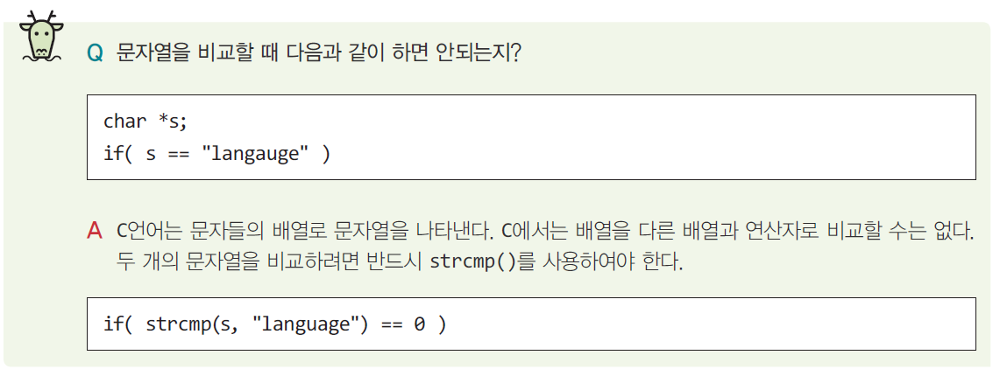 Q 문자열을 비교할 때 다음과 같이 하면 안되는지?
char *s;
if( s == "langauge" )
A C언어는 문자들의 배열로 문자열을 나타낸다. C에서는 배열을 다른 배열과 연산자로 비교할 수는 없다.
두 개의 문자열을 비교하려면 반드시 strcmp()를 사용하여야 한다.
if( strcmp(s, "language") == 0 )